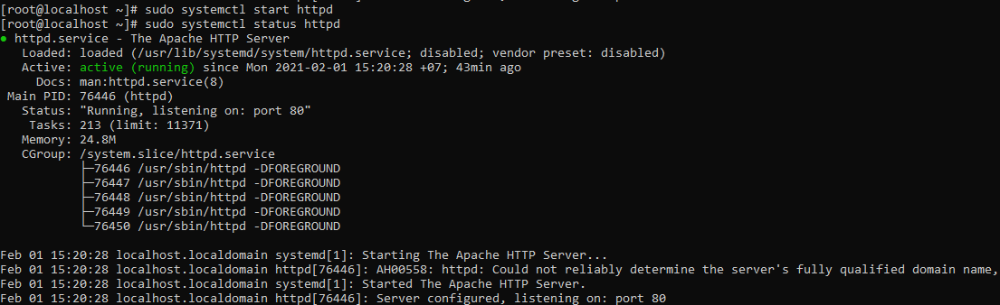 [root@localhost ~]# sudo systemctl start httpd
[root@localhost ~]# sudo systemctl status httpd
● httpd.service - The Apache HTTP Server
   Loaded: loaded (/usr/lib/systemd/system/httpd.service; disabled; vendor preset: disabled)
   Active: active (running) since Mon 2021-02-01 15:20:28 +07; 43min ago
     Docs: man:httpd.service(8)
 Main PID: 76446 (httpd)
   Status: "Running, listening on: port 80"
    Tasks: 213 (limit: 11371)
   Memory: 24.8M
   CGroup: /system.slice/httpd.service
           ├─76446 /usr/sbin/httpd -DFOREGROUND
           ├─76447 /usr/sbin/httpd -DFOREGROUND
           ├─76448 /usr/sbin/httpd -DFOREGROUND
           ├─76449 /usr/sbin/httpd -DFOREGROUND
           └─76450 /usr/sbin/httpd -DFOREGROUND
Feb 01 15:20:28 localhost.localdomain systemd[1]: Starting The Apache HTTP Server...
Feb 01 15:20:28 localhost.localdomain httpd[76446]: AH00558: httpd: Could not reliably determine the server's fully qualified domain name,
Feb 01 15:20:28 localhost.localdomain systemd[1]: Started The Apache HTTP Server.
Feb 01 15:20:28 localhost.localdomain httpd[76446]: Server configured, listening on: port 80